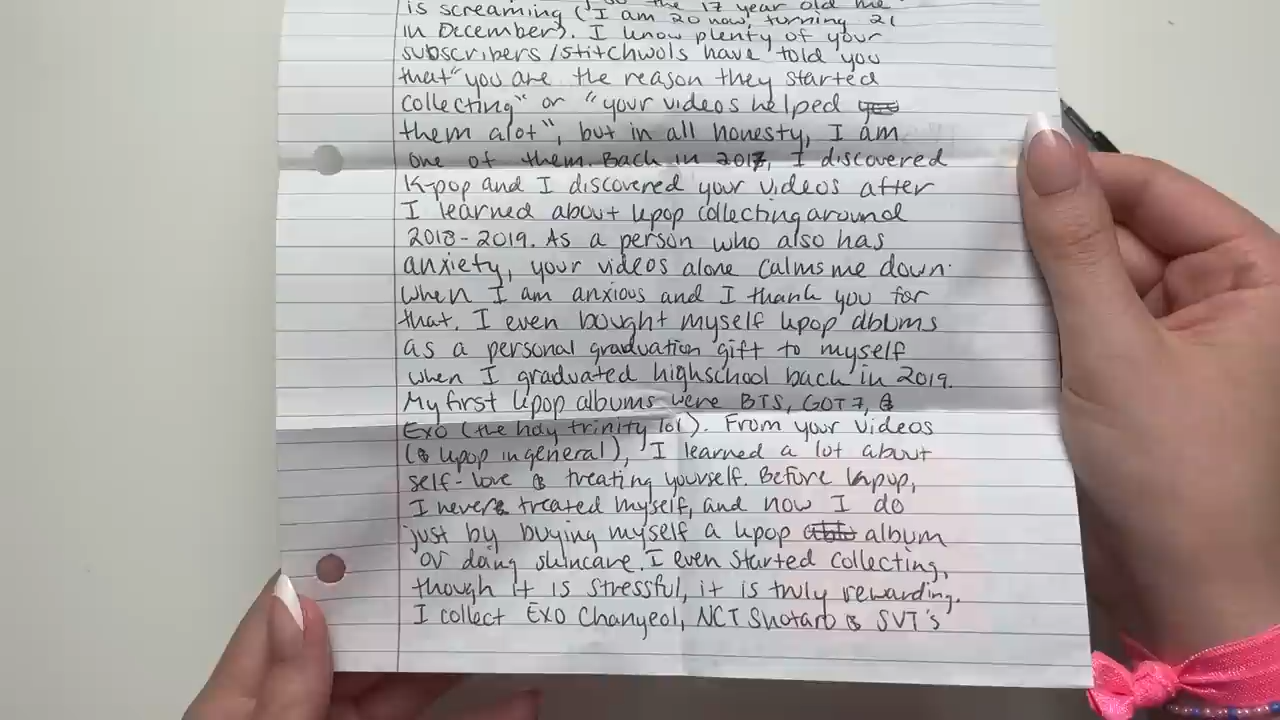 the 17 year old me
is screaming (I am 20 now, turning 21
in December). I know plenty of your
subscribers/stitchwols have told you
that "you are the reason they started
collecting" or "your videos helped
them alot", but in all honesty, I am
one of them. Back in 2017, I discovered
K-pop and I discovered your videos after
I learned about kpop collecting around
2018-2019. As a person who also has
anxiety, your videos alone calms me down
when I am anxious and I thank you for
that. I even bought myself kpop albums
as a personal graduation gift to myself
when I graduated highschool back in 2019.
My first kpop albums were BTS, GOT7, &
Exo (the holy trinity lol). From your videos
(& kpop in general), I learned a lot about
self-love & treating yourself. Before kpop,
I never treated myself, and now I do
just by buying myself a kpop album
or doing skincare. I even started collecting,
though it is stressful, it is truly rewarding.
I collect EXO Chanyeol, NCT Shotaro & SVT's